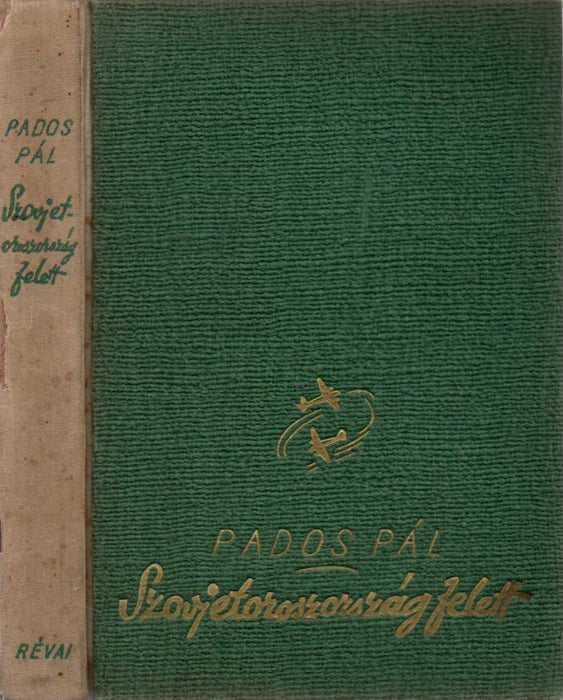 PADOS
PÁL
Szovjet-
oroszország
felett
RÉVAI
PADOS PÁL
Szovjetoroszország felett